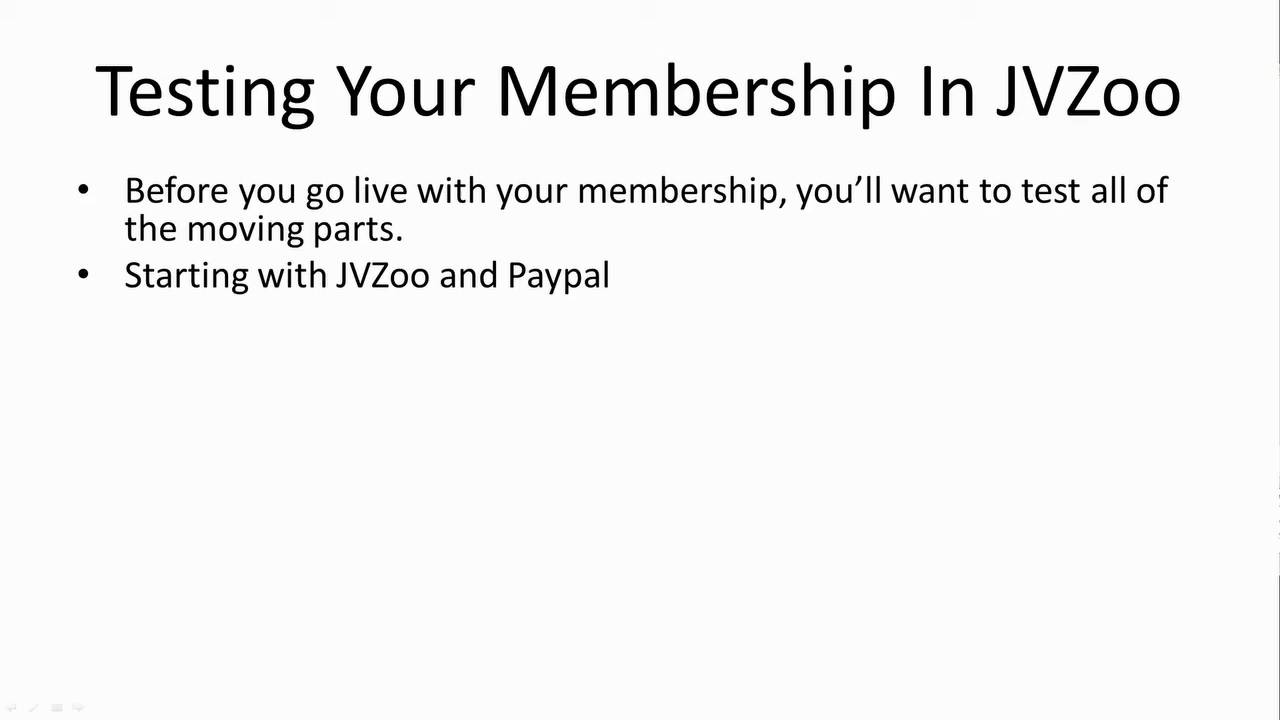 Testing Your Membership In JVZoo
• Before you go live with your membership, you’ll want to test all of
the moving parts.
• Starting with JVZoo and Paypal